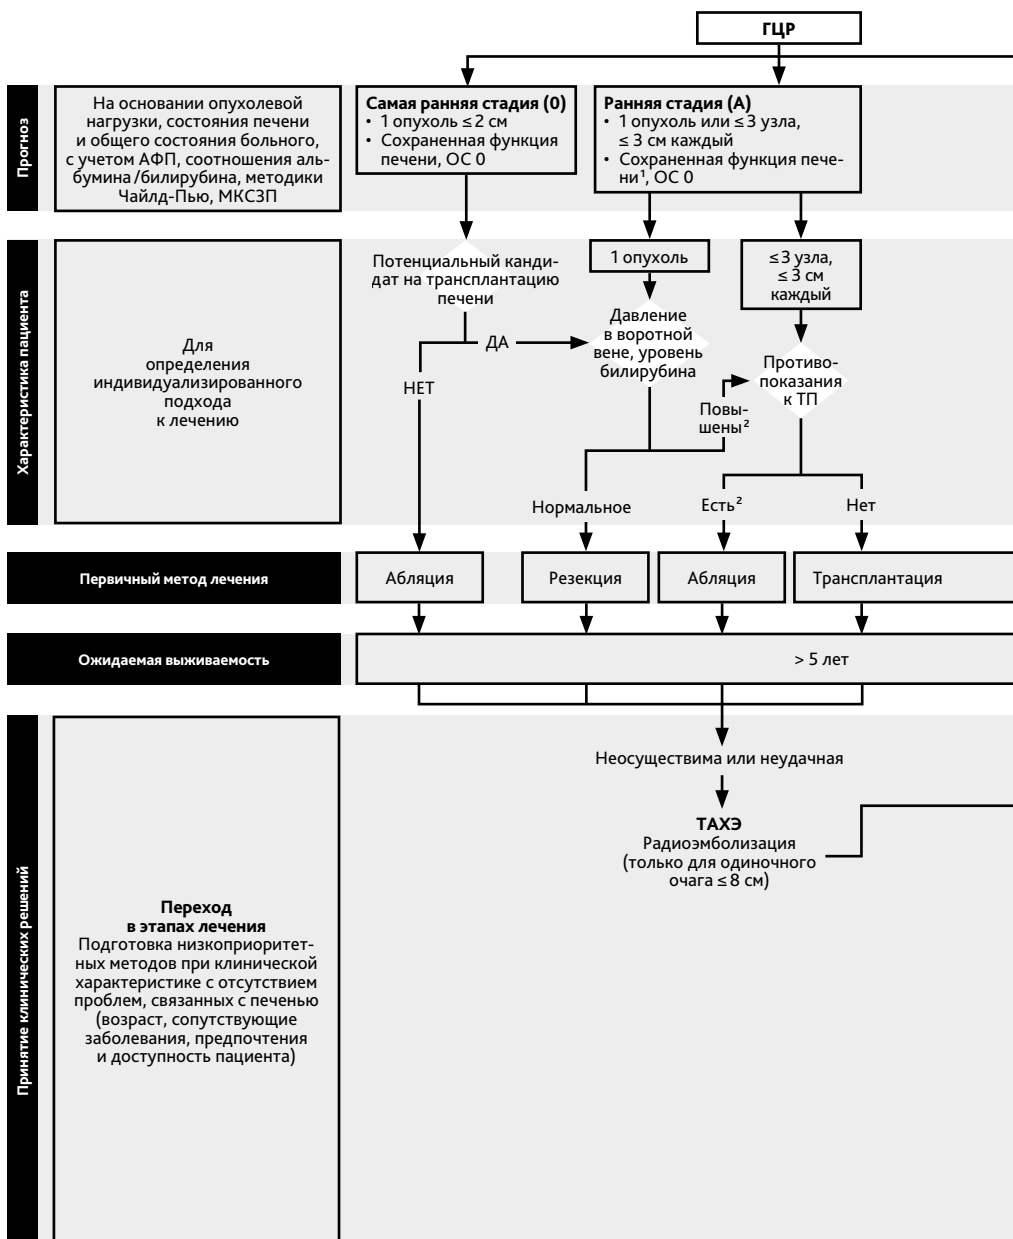 ГЦР
Прогноз
На основании опухолевой
нагрузки, состояния печени
и общего состояния больного,
с учетом АФП, соотношения аль-
бумина/билирубина, методики
Чайлд-Пью, МКСЗП
Самая ранняя стадия (0)
• 1 опухоль ≤ 2 см
• Сохраненная функция
печени, ОС 0
Ранняя стадия (А)
• 1 опухоль или ≤ 3 узла,
≤ 3 см каждый
• Сохраненная функция пече-
ни¹, ОС 0
Характеристика пациента
Для
определения
индивидуализированного
подхода
к лечению
Потенциальный канди-
дат на трансплантацию
печени
ДА
НЕТ
1 опухоль
Давление
в воротной
вене, уровень
билирубина
≤ 3 узла,
≤ 3 см
каждый
Противо-
показания
к ТП
Повы-
шены²
Нормальное
Есть²
Нет
Первичный метод лечения
Абляция
Резекция
Абляция
Трансплантация
Ожидаемая выживаемость
> 5 лет
Принятие клинических решений
Переход
в этапах лечения
Подготовка низкоприоритет-
ных методов при клинической
характеристике с отсутствием
проблем, связанных с печенью
(возраст, сопутствующие
заболевания, предпочтения
и доступность пациента)
Неосуществима или неудачная
ТАХЭ
Радиоэмболизация
(только для одиночного
очага ≤ 8 см)